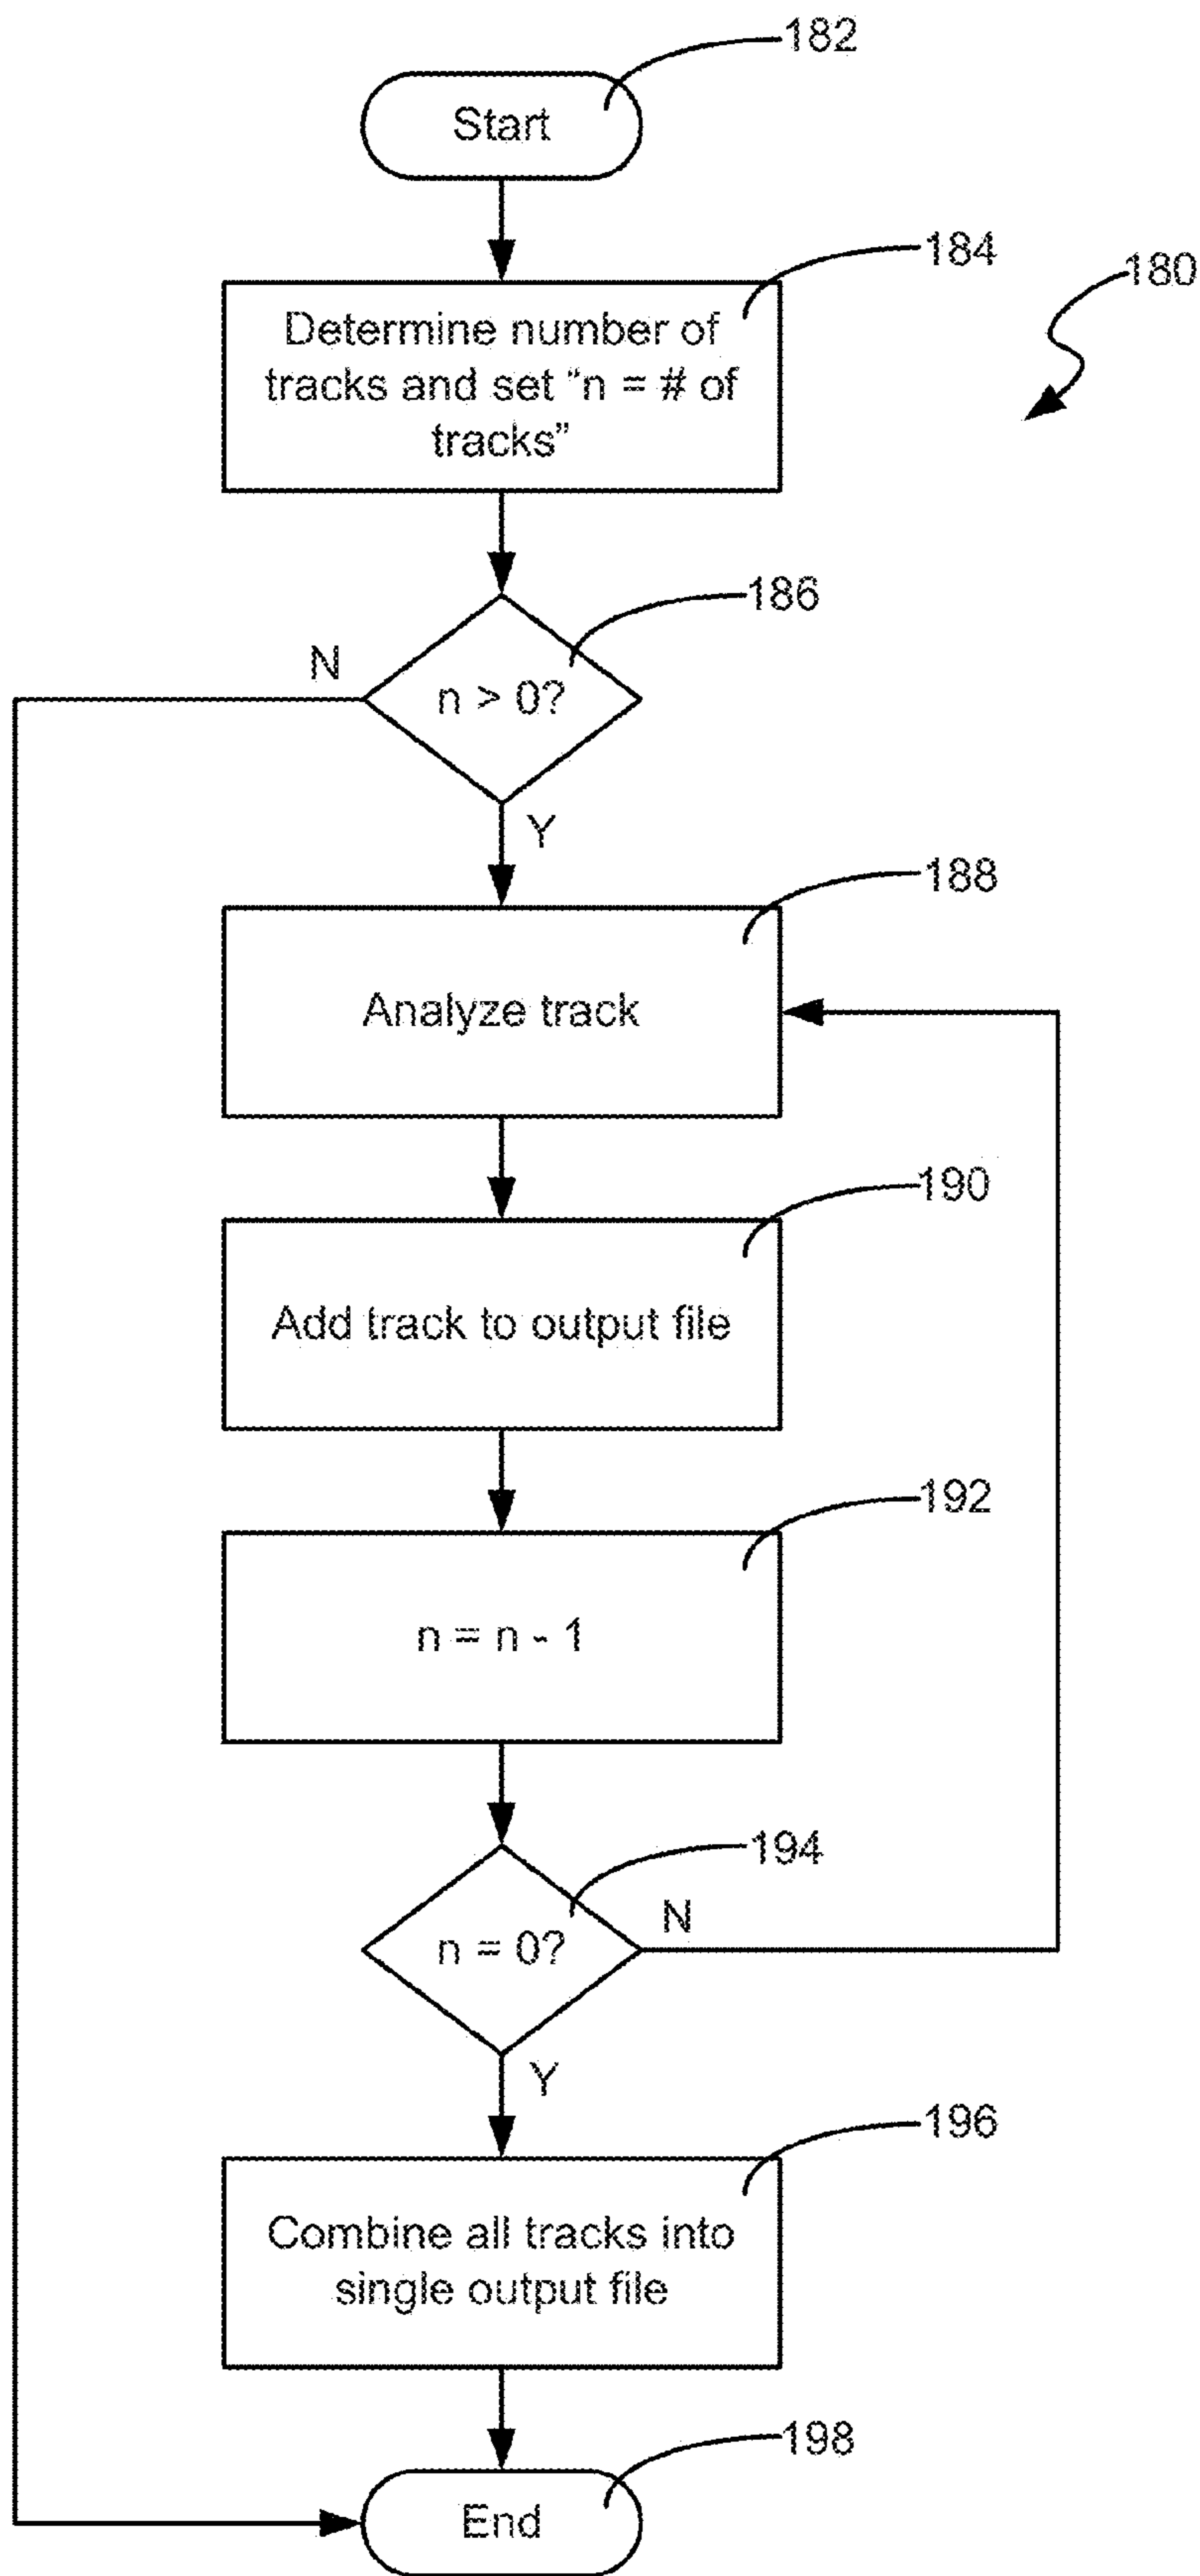 182
Start
184
180
Determine number of
tracks and set “n = # of
tracks”
186
N
n > 0?
Y
188
Analyze track
190
Add track to output file
192
n = n - 1
194
N
n = 0?
Y
196
Combine all tracks into
single output file
198
End